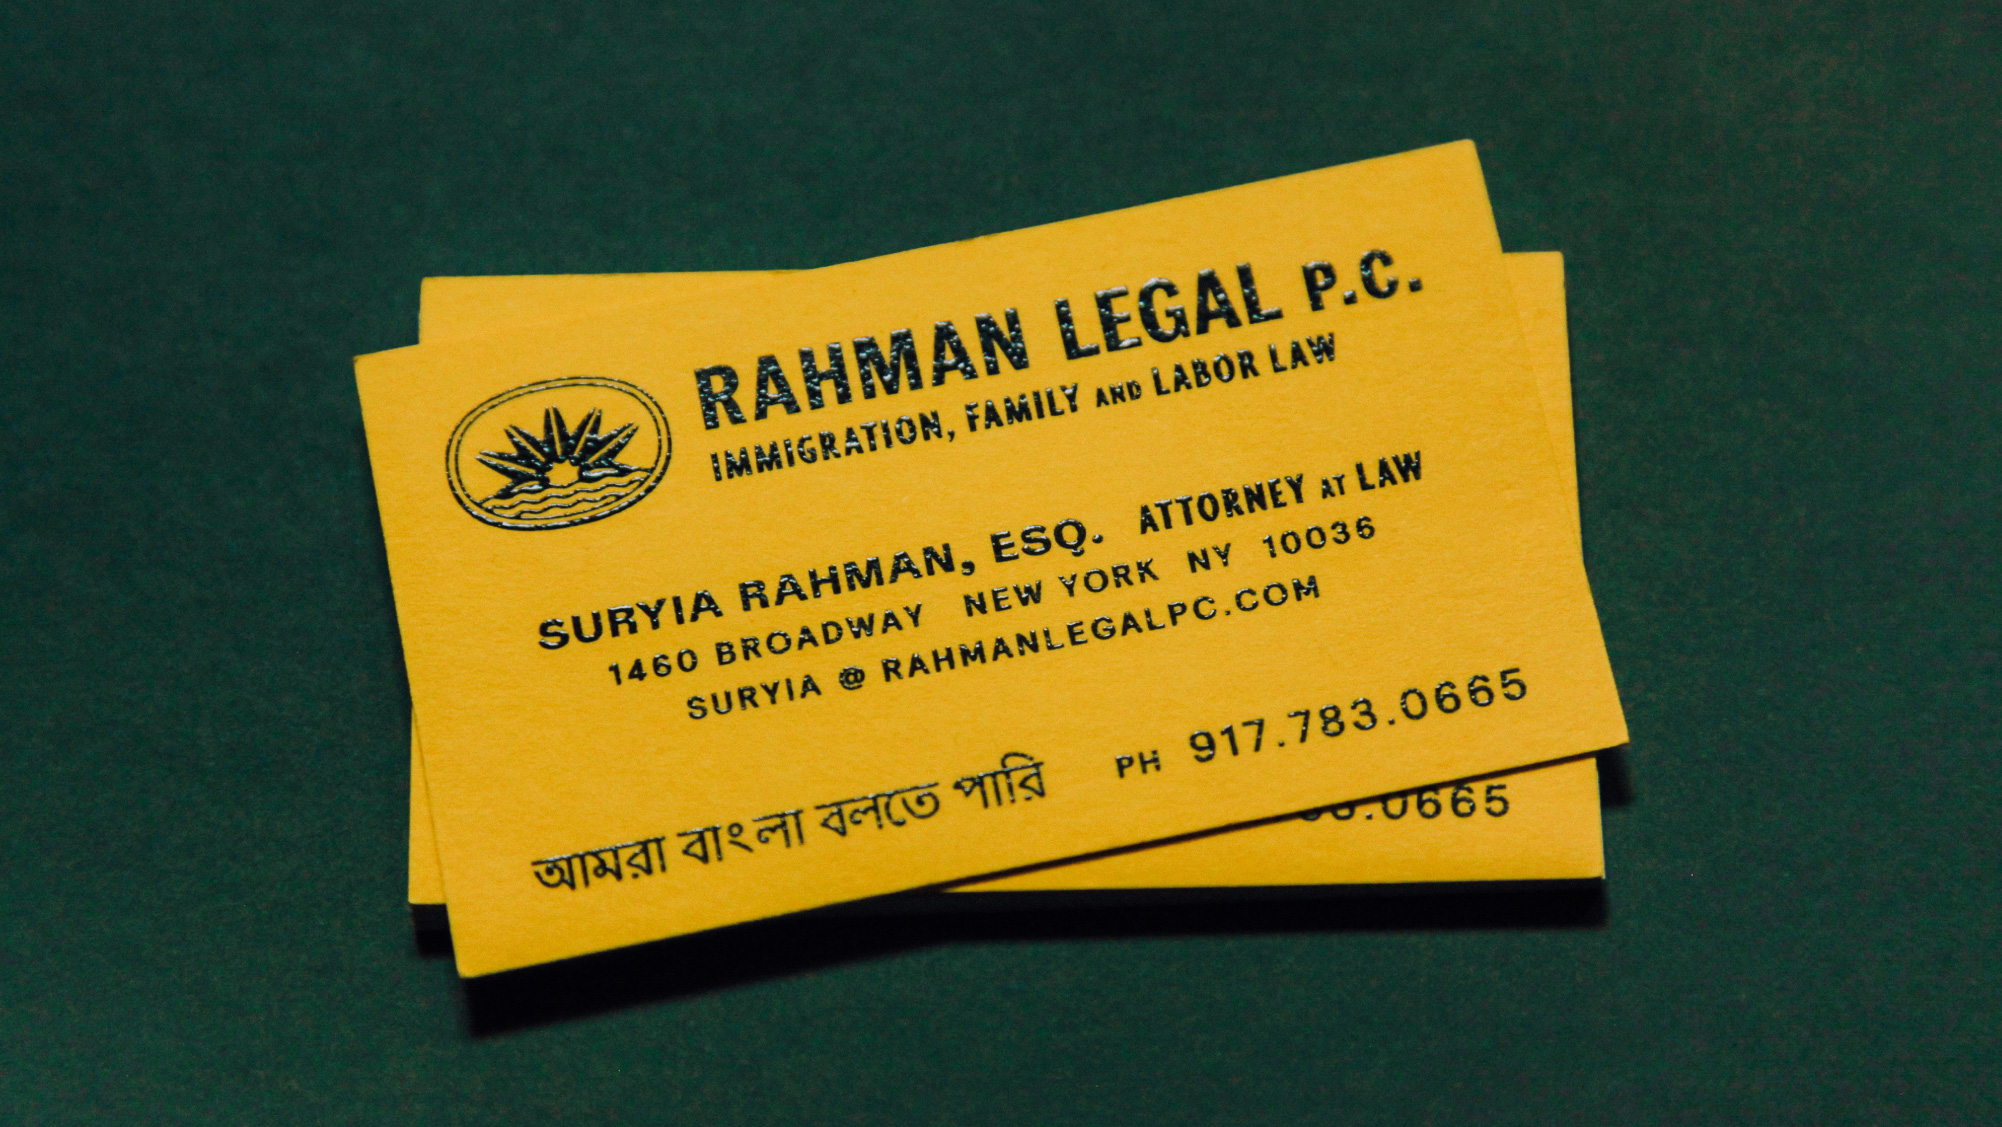 RAHMAN LEGAL P.C.
IMMIGRATION, FAMILY AND LABOR LAW
SURYIA RAHMAN, ESQ. ATTORNEY AT LAW
1460 BROADWAY NEW YORK NY 10036
SURYIA @ RAHMANLEGALPC.COM
আমরা বাংলা বলতে পারি PH 917.783.0665
.0665